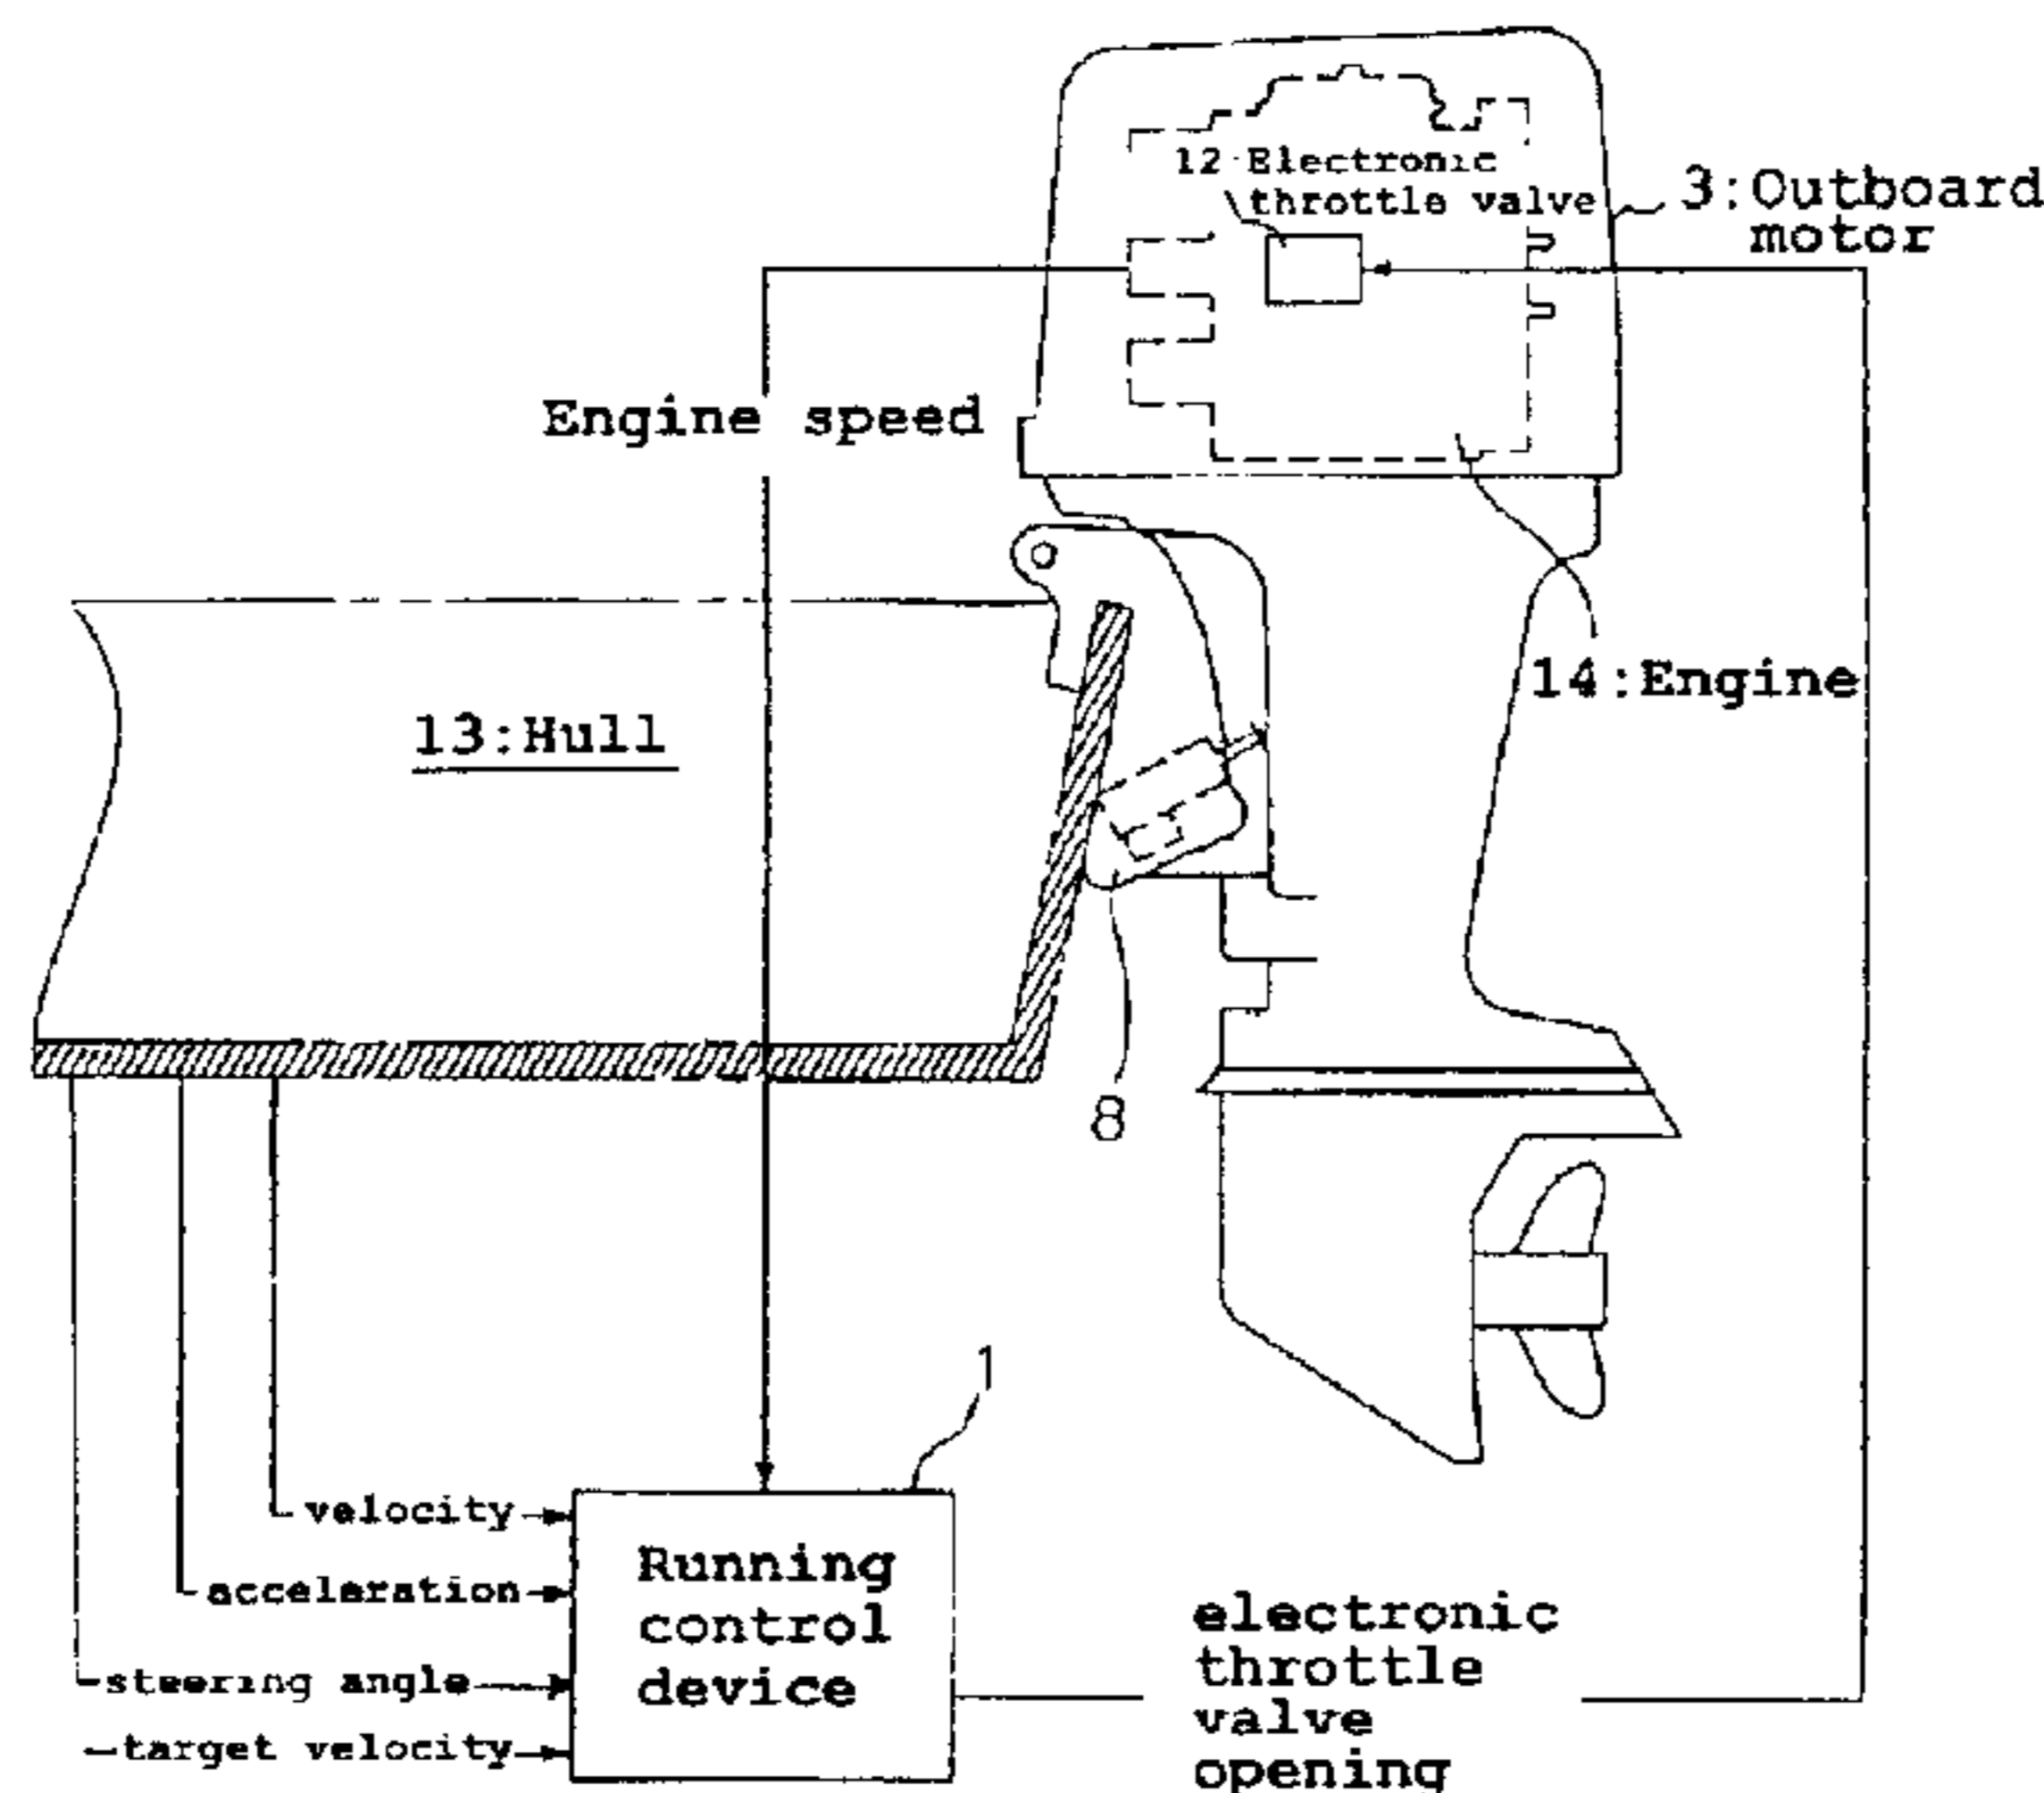 12 Electronic
throttle valve
3:Outboard
motor
Engine speed
14:Engine
13:Hull
8
1
velocity
acceleration
steering angle
target velocity
Running
control
device
electronic
throttle
valve
opening